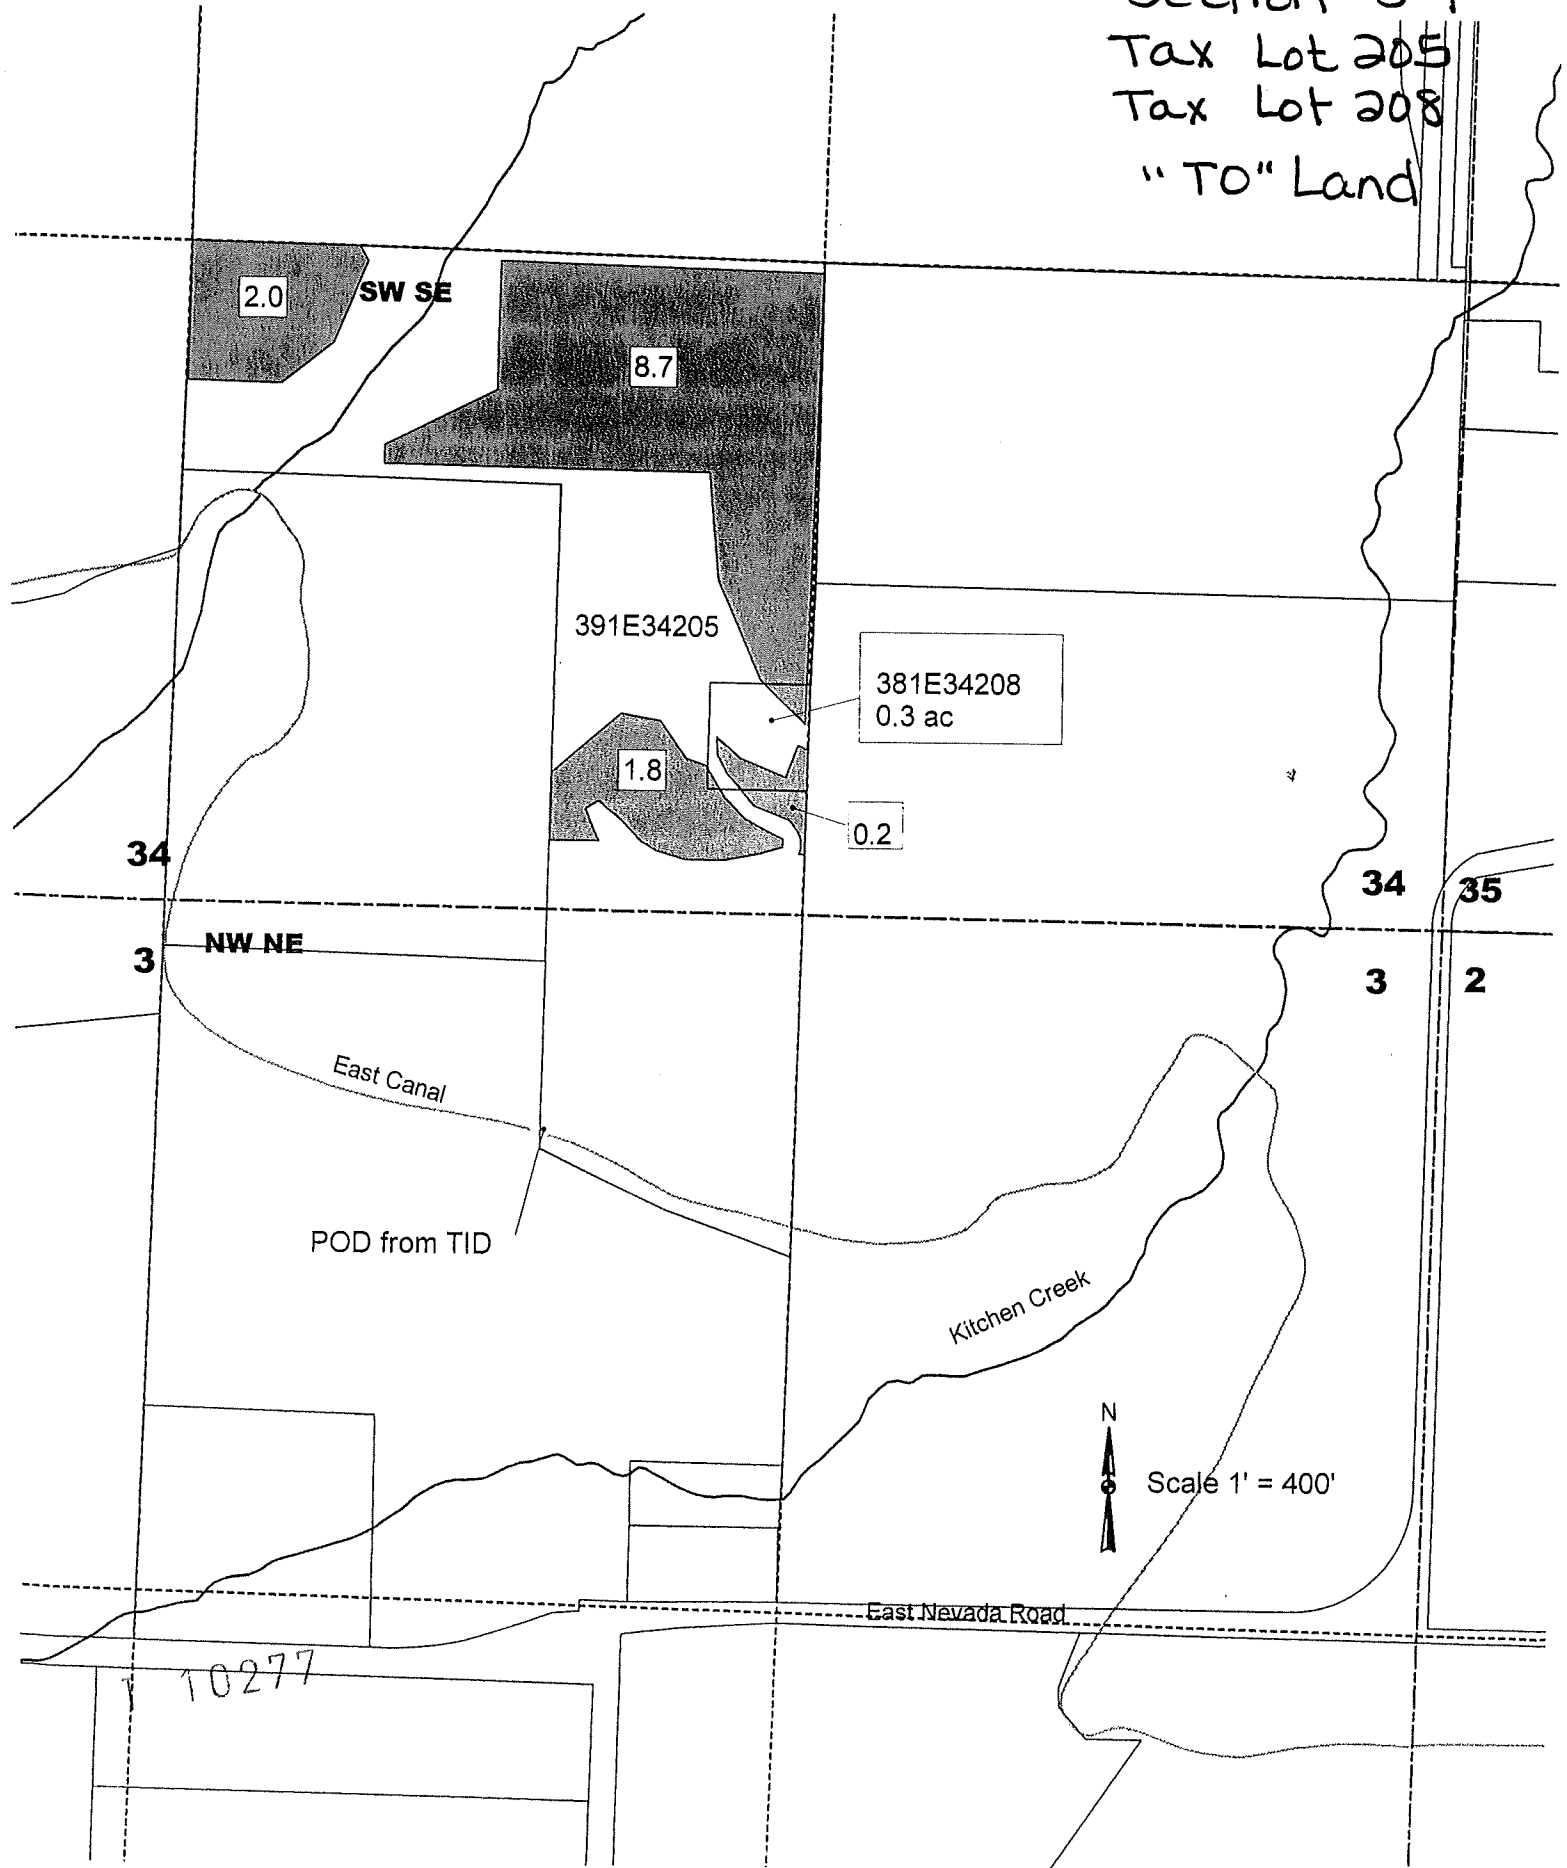 Section 34
Tax Lot 205
Tax Lot 208
"TO" Land
2.0
SW SE
8.7
391E34205
381E34208
0.3 ac
1.8
0.2
34
34
35
3
NW NE
3
2
East Canal
POD from TID
Kitchen Creek
N
Scale 1' = 400'
East Nevada Road
T 10277